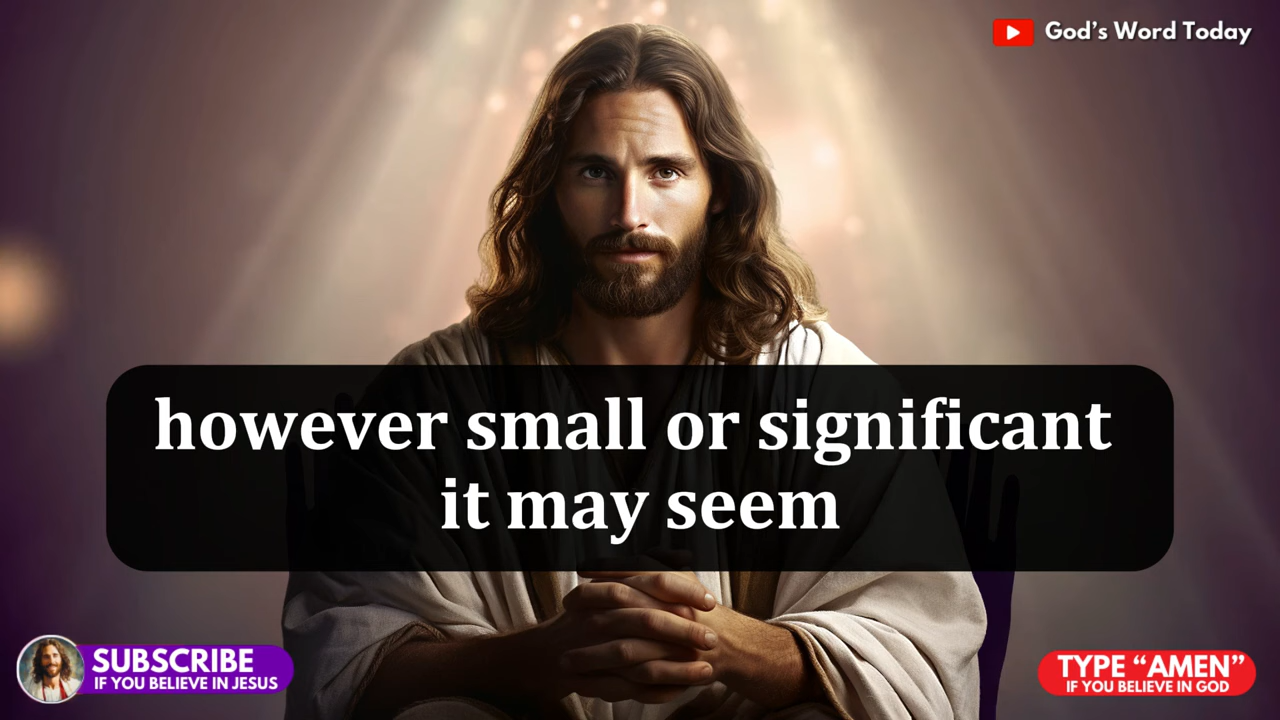 God's Word Today
however small or significant
it may seem
SUBSCRIBE
IF YOU BELIEVE IN JESUS
TYPE “AMEN”
IF YOU BELIEVE IN GOD